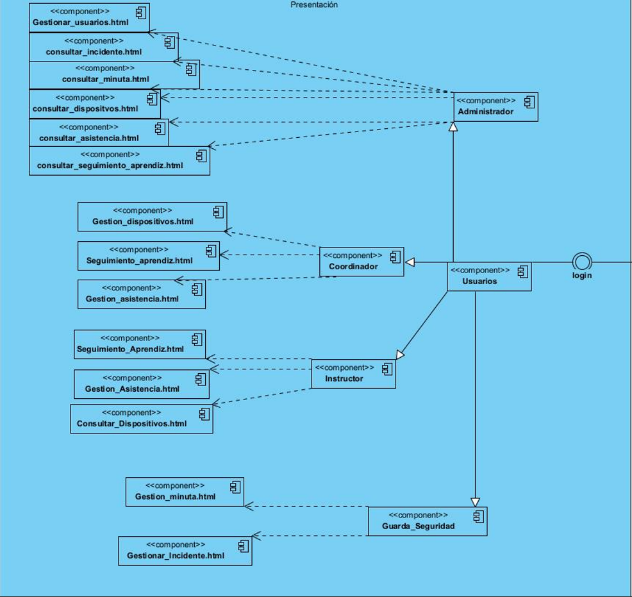 Presentación
<<component>>
Gestionar_usuarios.html
<<component>>
consultar_incidente.html
<<component>>
consultar_minuta.html
<<component>>
consultar_dispositvos.html
<<component>>
consultar_asistencia.html
<<component>>
consultar_seguimiento_aprendiz.html
<<component>>
Administrador
<<component>>
Gestion_dispositivos.html
<<component>>
Seguimiento_aprendiz.html
<<component>>
Gestion_asistencia.html
<<component>>
Coordinador
<<component>>
Usuarios
login
<<component>>
Seguimiento_Aprendiz.html
<<component>>
Gestion_Asistencia.html
<<component>>
Consultar_Dispositivos.html
<<component>>
Instructor
<<component>>
Gestion_minuta.html
<<component>>
Gestionar_Incidente.html
<<component>>
Guarda_Seguridad